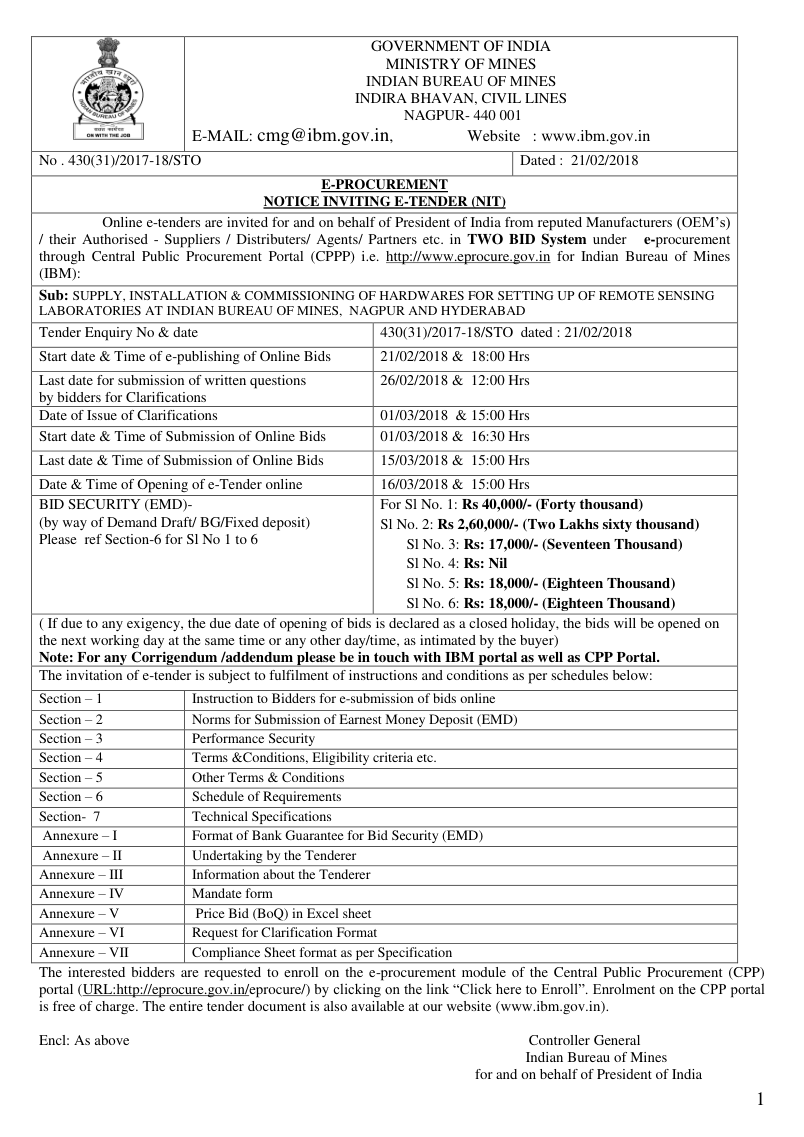 GOVERNMENT OF INDIA
MINISTRY OF MINES
INDIAN BUREAU OF MINES
INDIRA BHAVAN, CIVIL LINES
NAGPUR- 440 001
E-MAIL: cmg@ibm.gov.in, Website : www.ibm.gov.in
भारतीय खान ब्यूरो
INDIAN BUREAU OF MINES
ON WITH THE JOB
No . 430(31)/2017-18/STO Dated : 21/02/2018
E-PROCUREMENT
NOTICE INVITING E-TENDER (NIT)
Online e-tenders are invited for and on behalf of President of India from reputed Manufacturers (OEM’s)
/ their Authorised - Suppliers / Distributers/ Agents/ Partners etc. in TWO BID System under e-procurement
through Central Public Procurement Portal (CPPP) i.e. http://www.eprocure.gov.in for Indian Bureau of Mines
(IBM):
Sub: SUPPLY, INSTALLATION & COMMISSIONING OF HARDWARES FOR SETTING UP OF REMOTE SENSING
LABORATORIES AT INDIAN BUREAU OF MINES, NAGPUR AND HYDERABAD
Tender Enquiry No & date 430(31)/2017-18/STO dated : 21/02/2018
Start date & Time of e-publishing of Online Bids 21/02/2018 & 18:00 Hrs
Last date for submission of written questions 26/02/2018 & 12:00 Hrs
by bidders for Clarifications
Date of Issue of Clarifications 01/03/2018 & 15:00 Hrs
Start date & Time of Submission of Online Bids 01/03/2018 & 16:30 Hrs
Last date & Time of Submission of Online Bids 15/03/2018 & 15:00 Hrs
Date & Time of Opening of e-Tender online 16/03/2018 & 15:00 Hrs
BID SECURITY (EMD)-
(by way of Demand Draft/ BG/Fixed deposit)
Please ref Section-6 for Sl No 1 to 6
For Sl No. 1: Rs 40,000/- (Forty thousand)
Sl No. 2: Rs 2,60,000/- (Two Lakhs sixty thousand)
Sl No. 3: Rs: 17,000/- (Seventeen Thousand)
Sl No. 4: Rs: Nil
Sl No. 5: Rs: 18,000/- (Eighteen Thousand)
Sl No. 6: Rs: 18,000/- (Eighteen Thousand)
( If due to any exigency, the due date of opening of bids is declared as a closed holiday, the bids will be opened on
the next working day at the same time or any other day/time, as intimated by the buyer)
Note: For any Corrigendum /addendum please be in touch with IBM portal as well as CPP Portal.
The invitation of e-tender is subject to fulfilment of instructions and conditions as per schedules below:
Section – 1 Instruction to Bidders for e-submission of bids online
Section – 2 Norms for Submission of Earnest Money Deposit (EMD)
Section – 3 Performance Security
Section – 4 Terms &Conditions, Eligibility criteria etc.
Section – 5 Other Terms & Conditions
Section – 6 Schedule of Requirements
Section- 7 Technical Specifications
Annexure – I Format of Bank Guarantee for Bid Security (EMD)
Annexure – II Undertaking by the Tenderer
Annexure – III Information about the Tenderer
Annexure – IV Mandate form
Annexure – V Price Bid (BoQ) in Excel sheet
Annexure – VI Request for Clarification Format
Annexure – VII Compliance Sheet format as per Specification
The interested bidders are requested to enroll on the e-procurement module of the Central Public Procurement (CPP)
portal (URL:http://eprocure.gov.in/eprocure/) by clicking on the link “Click here to Enroll”. Enrolment on the CPP portal
is free of charge. The entire tender document is also available at our website (www.ibm.gov.in).
Encl: As above Controller General
Indian Bureau of Mines
for and on behalf of President of India
1